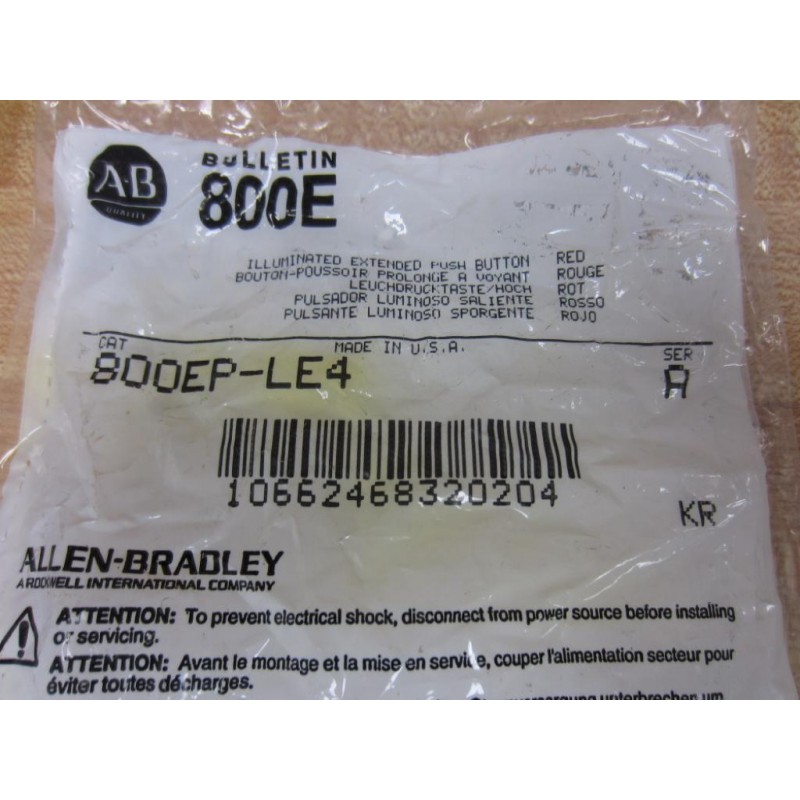 A-B
QUALITY
BULLETIN
800E
ILLUMINATED EXTENDED PUSH BUTTON RED
BOUTON-POUSSOIR PROLONGE A VOYANT ROUGE
LEUCHDRUCKTASTE/HOCH ROT
PULSADOR LUMINOSO SALIENTE ROSSO
PULSANTE LUMINOSO SPORGENTE ROJO
CAT MADE IN U.S.A. SER
800EP-LE4 A
10662468320204
KR
ALLEN-BRADLEY
A ROCKWELL INTERNATIONAL COMPANY
ATTENTION: To prevent electrical shock, disconnect from power source before installing
or servicing.
ATTENTION: Avant le montage et la mise en service, couper l'alimentation secteur pour
éviter toutes décharges.
unterbrechen um